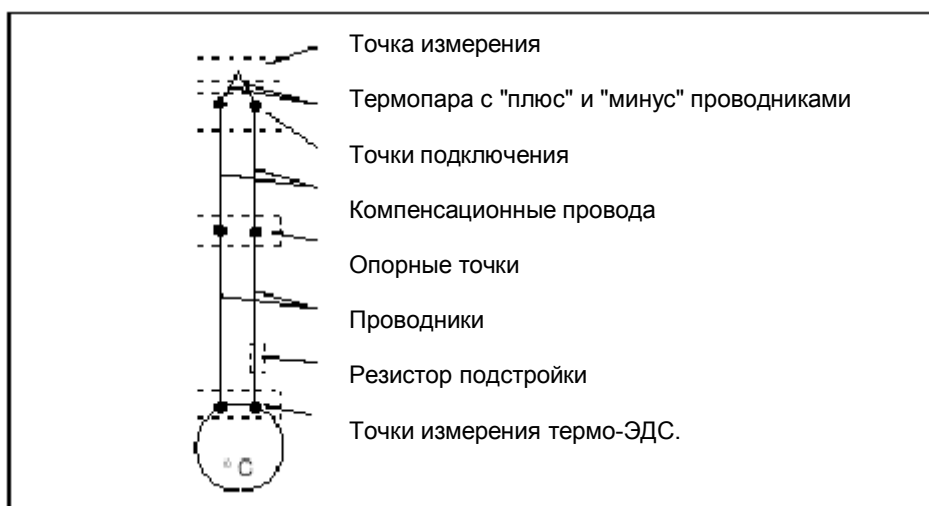 Точка измерения
Термопара с "плюс" и "минус" проводниками
Точки подключения
Компенсационные провода
Опорные точки
Проводники
Резистор подстройки
Точки измерения термо-ЭДС.
° C